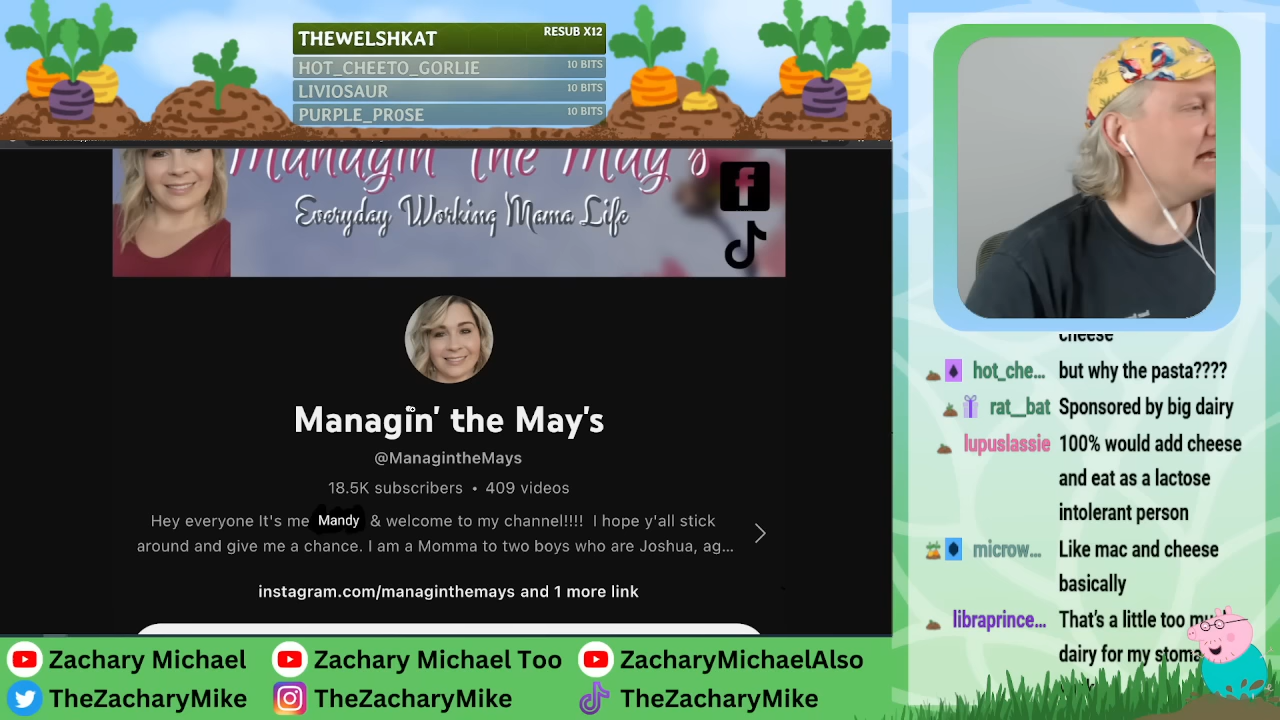 THEWELSHKAT RESUB X12
HOT_CHEETO_GORLIE 10 BITS
LIVIOSAUR 10 BITS
PURPLE_PR0SE 10 BITS
Managin' the May's
Everyday Working Mama Life
Managin' the May's
@ManagintheMays
18.5K subscribers • 409 videos
Hey everyone It's me Mandy & welcome to my channel!!!! I hope y'all stick
around and give me a chance. I am a Momma to two boys who are Joshua, ag...
instagram.com/managinthemays and 1 more link
cheese
hot_che... but why the pasta????
rat__bat Sponsored by big dairy
lupuslassie 100% would add cheese
and eat as a lactose
intolerant person
microw... Like mac and cheese
basically
libraprince... That's a little too
dairy for my
Zachary Michael Zachary Michael Too ZacharyMichaelAlso
TheZacharyMike TheZacharyMike TheZacharyMike